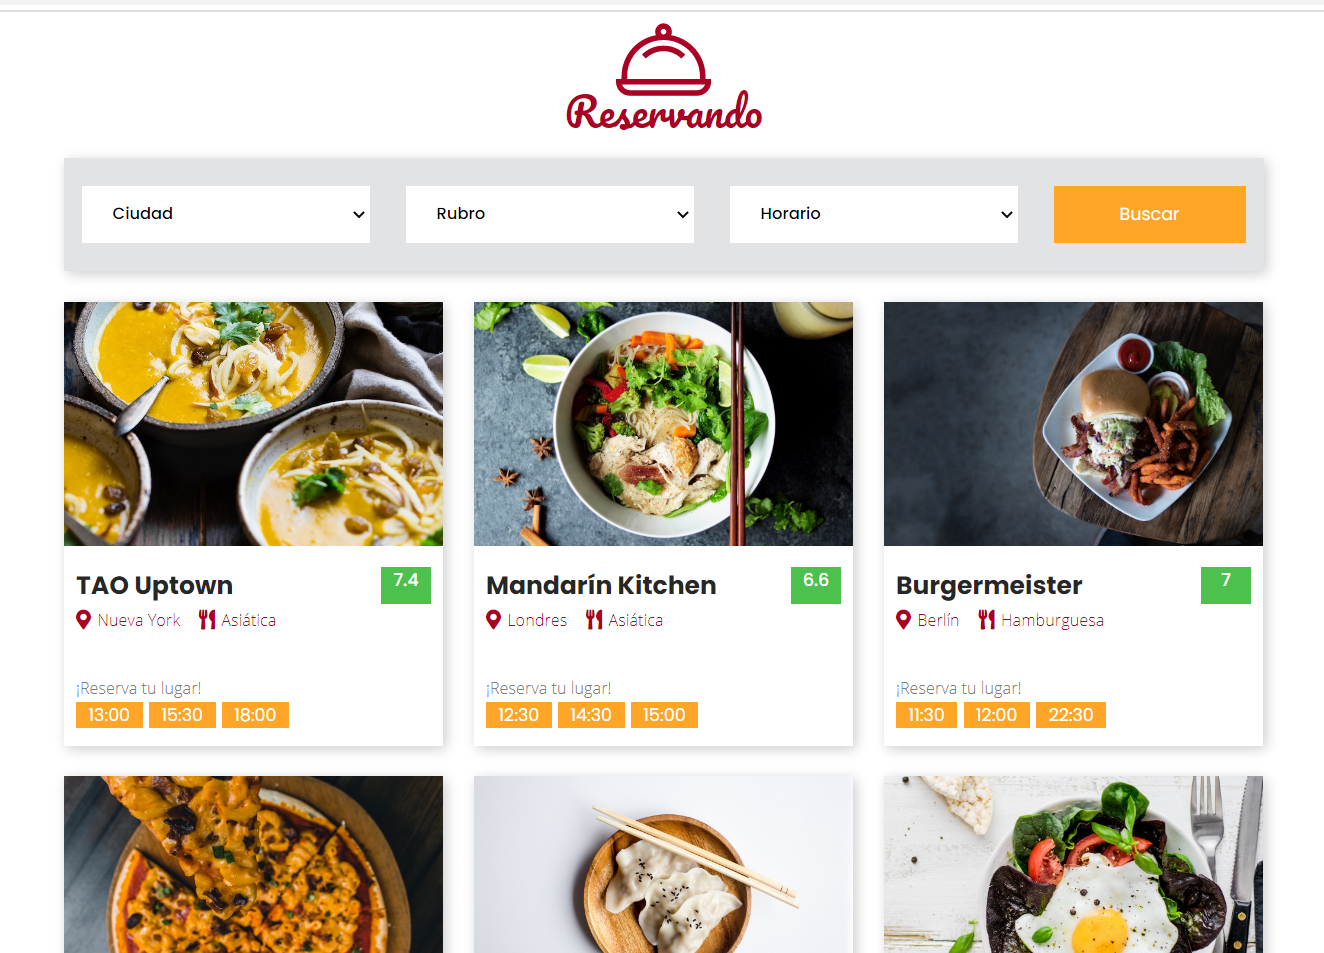 Reservando
Ciudad
Rubro
Horario
Buscar
TAO Uptown
7.4
Nueva York
Asiática
¡Reserva tu lugar!
13:00
15:30
18:00
Mandarín Kitchen
6.6
Londres
Asiática
¡Reserva tu lugar!
12:30
14:30
15:00
Burgermeister
7
Berlín
Hamburguesa
¡Reserva tu lugar!
11:30
12:00
22:30